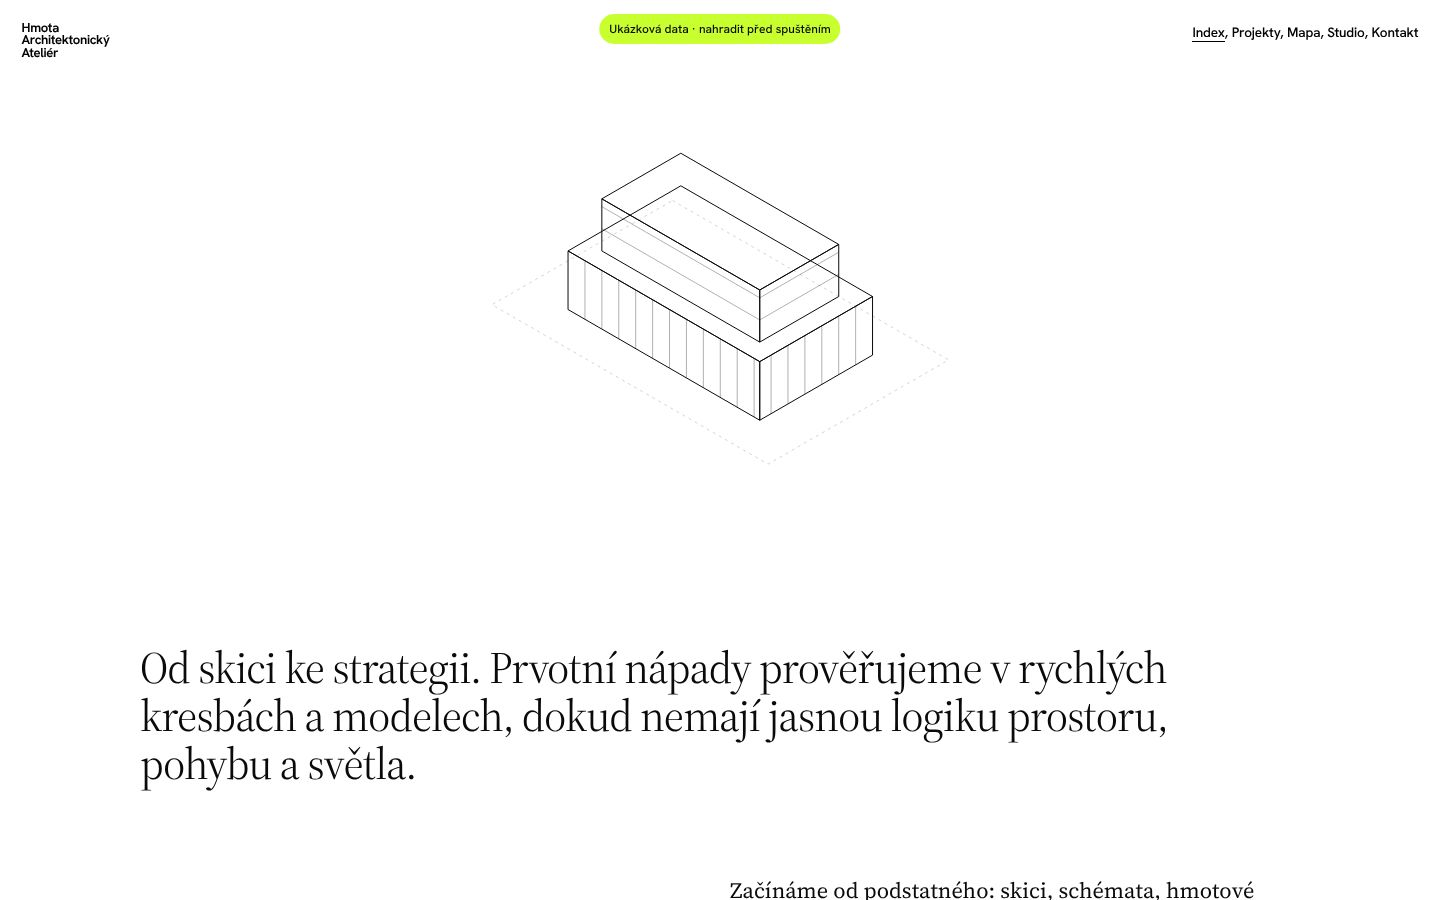 Hmota
Architektonický
Ateliér
Ukázková data · nahradit před spuštěním
Index, Projekty, Mapa, Studio, Kontakt
Od skici ke strategii. Prvotní nápady prověřujeme v rychlých
kresbách a modelech, dokud nemají jasnou logiku prostoru,
pohybu a světla.
Začínáme od podstatného: skici, schémata, hmotové